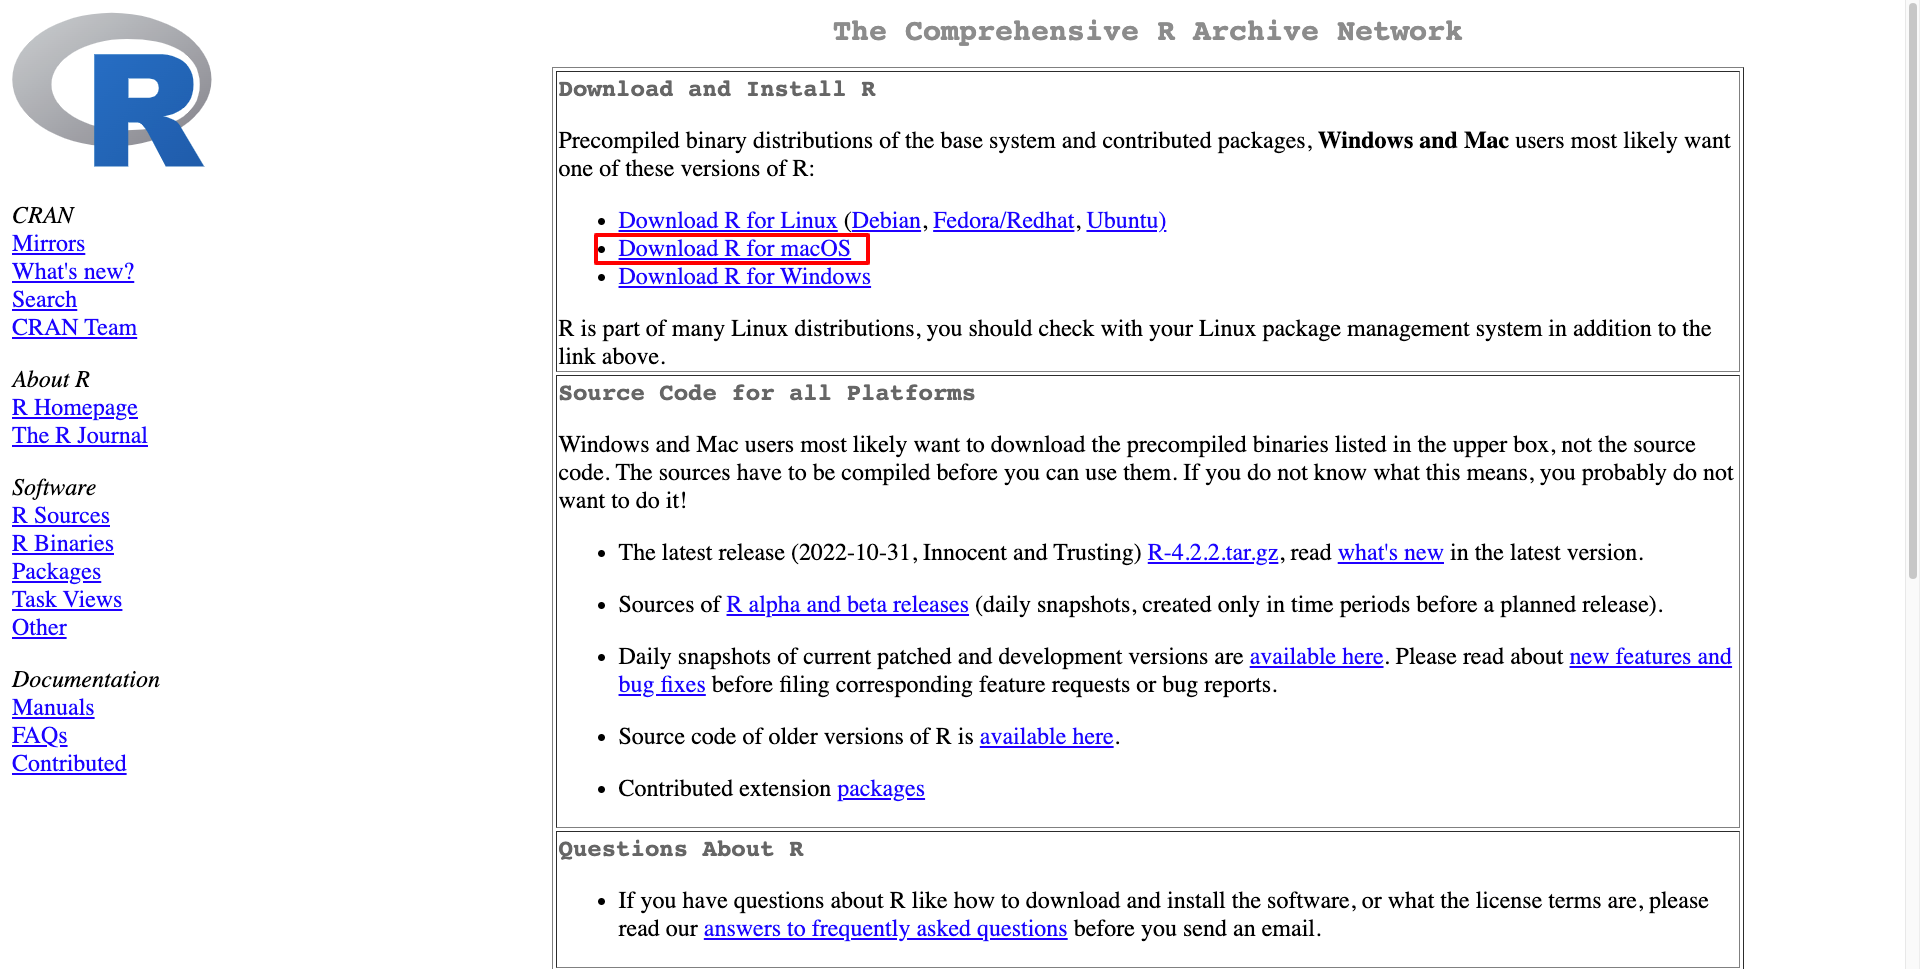 R
CRAN
Mirrors
What's new?
Search
CRAN Team
About R
R Homepage
The R Journal
Software
R Sources
R Binaries
Packages
Task Views
Other
Documentation
Manuals
FAQs
Contributed
The Comprehensive R Archive Network
Download and Install R
Precompiled binary distributions of the base system and contributed packages, Windows and Mac users most likely want
one of these versions of R:
• Download R for Linux (Debian, Fedora/Redhat, Ubuntu)
• Download R for macOS
• Download R for Windows
R is part of many Linux distributions, you should check with your Linux package management system in addition to the
link above.
Source Code for all Platforms
Windows and Mac users most likely want to download the precompiled binaries listed in the upper box, not the source
code. The sources have to be compiled before you can use them. If you do not know what this means, you probably do not
want to do it!
• The latest release (2022-10-31, Innocent and Trusting) R-4.2.2.tar.gz, read what's new in the latest version.
• Sources of R alpha and beta releases (daily snapshots, created only in time periods before a planned release).
• Daily snapshots of current patched and development versions are available here. Please read about new features and
bug fixes before filing corresponding feature requests or bug reports.
• Source code of older versions of R is available here.
• Contributed extension packages
Questions About R
• If you have questions about R like how to download and install the software, or what the license terms are, please
read our answers to frequently asked questions before you send an email.